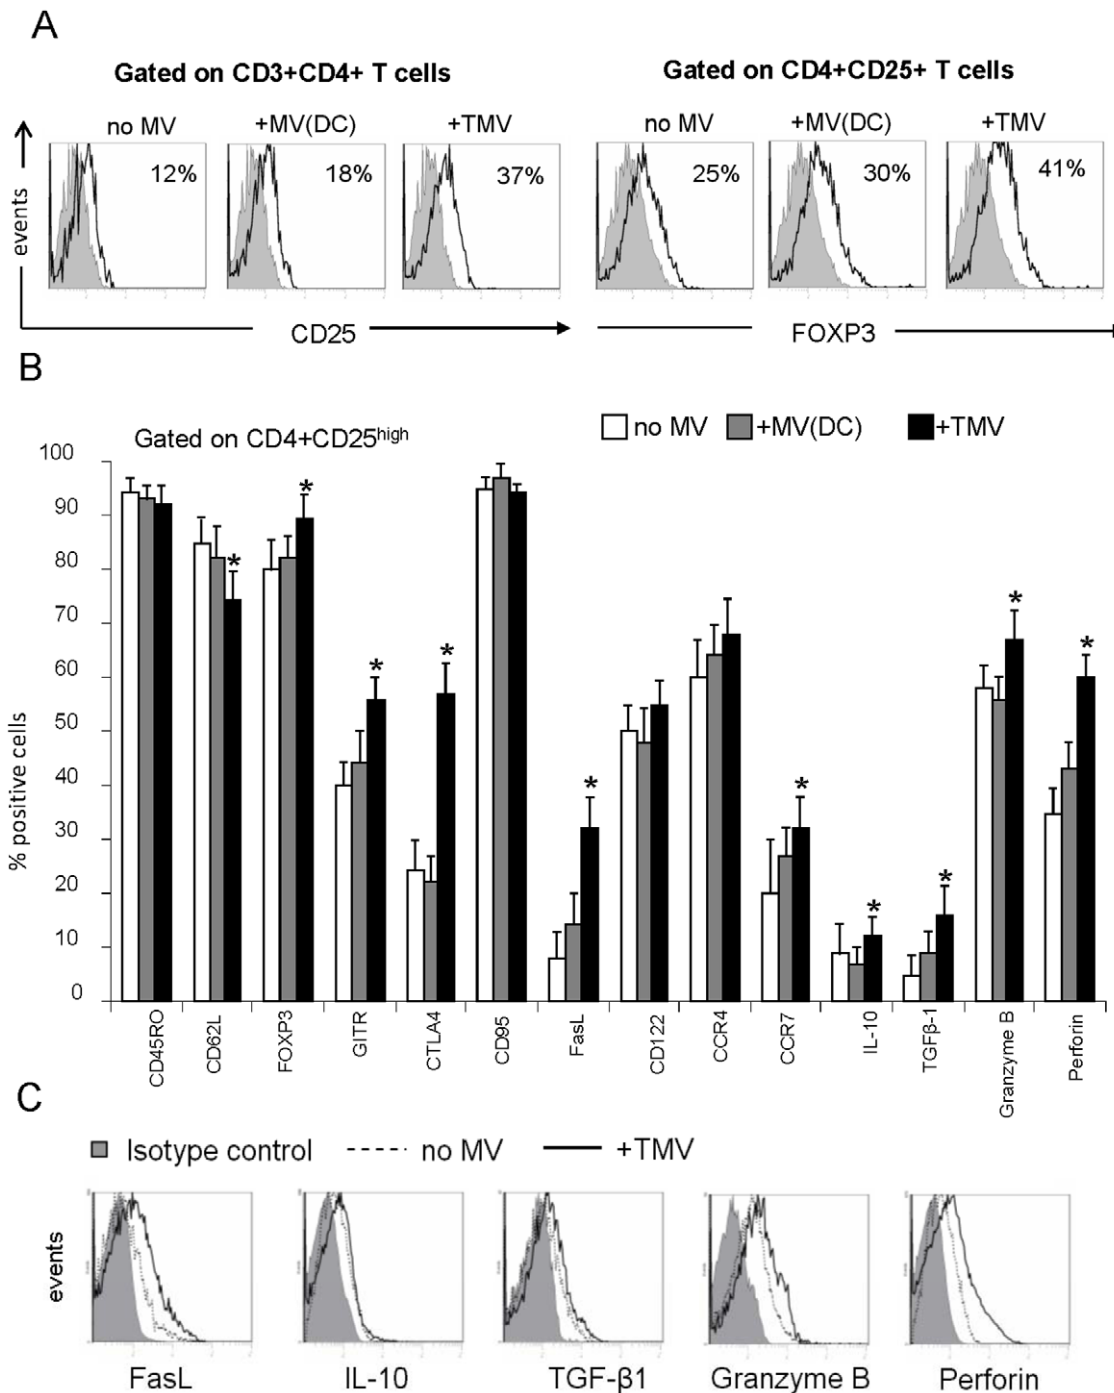 A
Gated on CD3+CD4+ T cells
Gated on CD4+CD25+ T cells
no MV
+MV(DC)
+TMV
no MV
+MV(DC)
+TMV
12%
18%
37%
25%
30%
41%
events
CD25
FOXP3
B
Gated on CD4+CD25high
no MV
+MV(DC)
+TMV
% positive cells
100
90
80
70
60
50
40
30
20
10
0
* * * * * * * * * *
CD45RO
CD62L
FOXP3
GITR
CTLA4
CD95
FasL
CD122
CCR4
CCR7
IL-10
TGFβ-1
Granzyme B
Perforin
C
Isotype control
no MV
+TMV
events
FasL
IL-10
TGF-β1
Granzyme B
Perforin